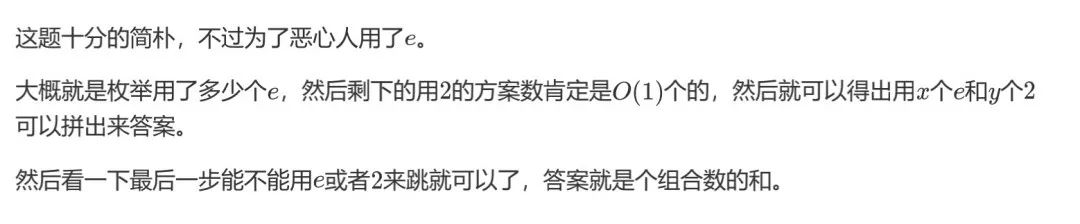 这题十分的简朴，不过为了恶心人用了e。
大概就是枚举用了多少个e，然后剩下的用2的方案数肯定是O(1)个的，然后就可以得出用x个e和y个2
可以拼出来答案。
然后看一下最后一步能不能用e或者2来跳就可以了，答案就是个组合数的和。